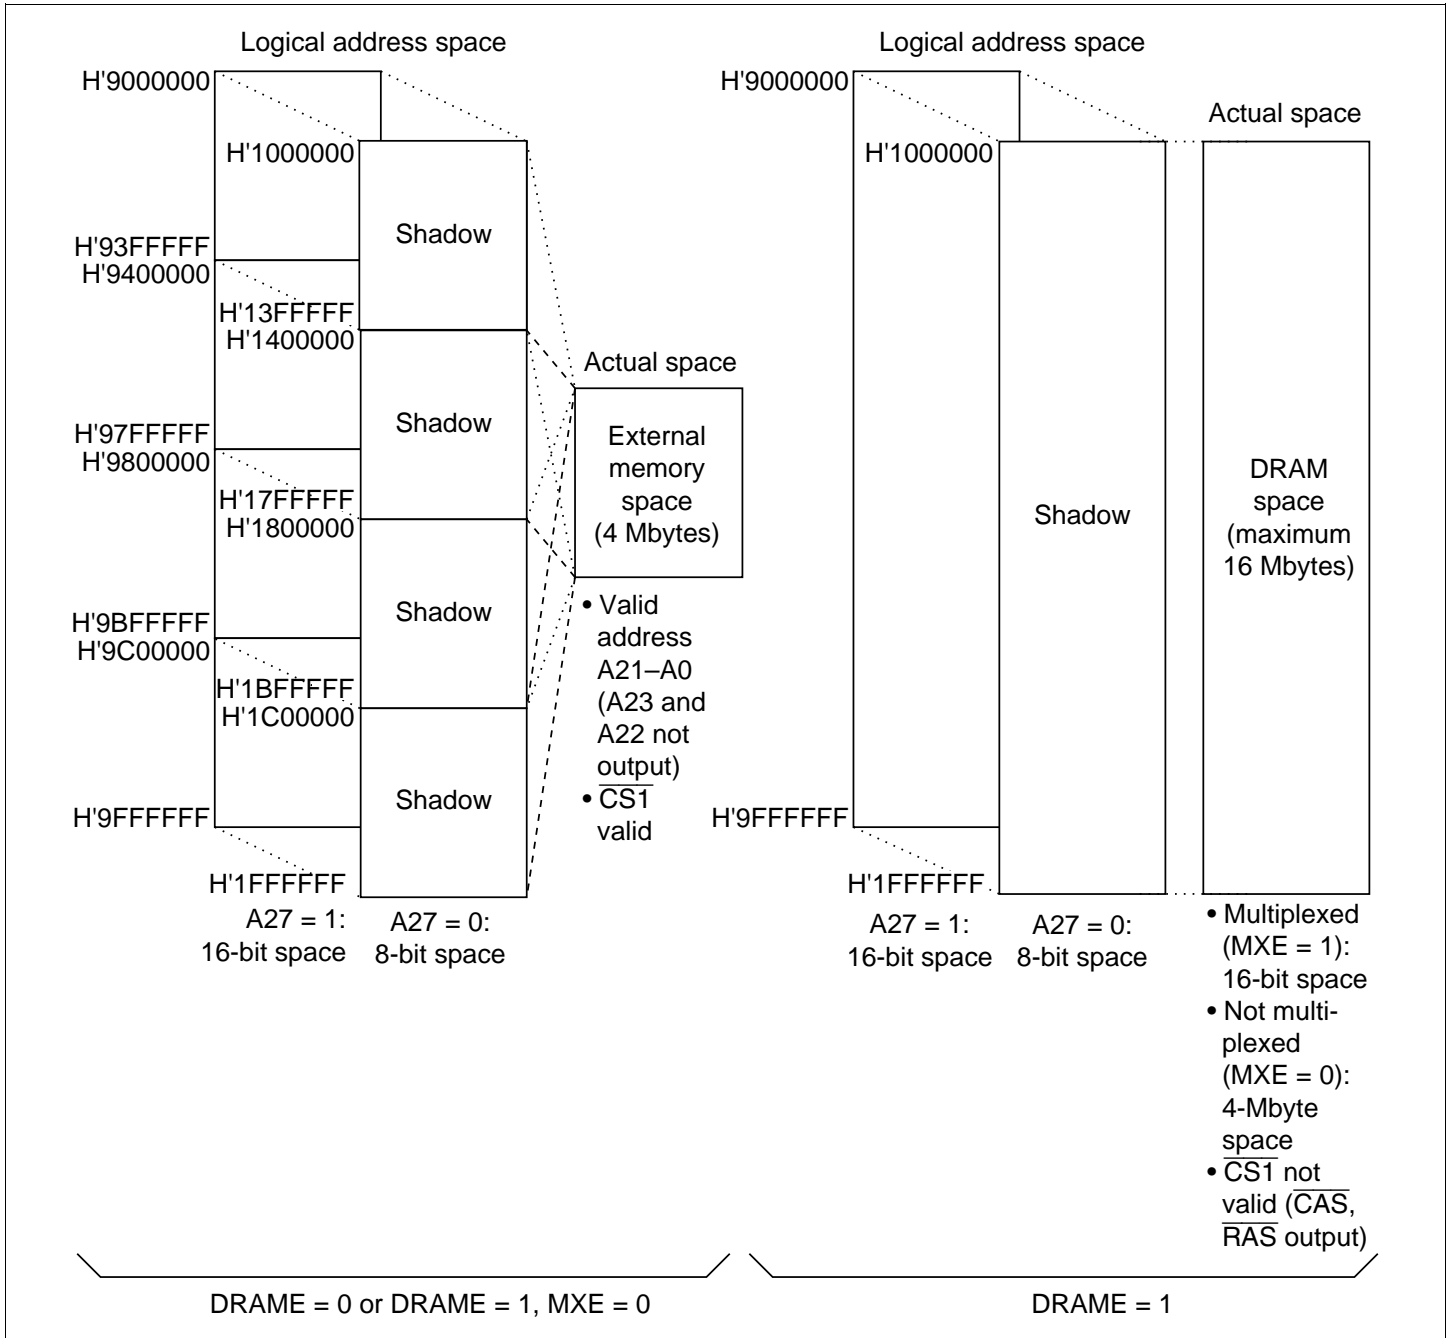 Logical address space
H'9000000
H'1000000
Shadow
H'93FFFFF
H'9400000
H'13FFFFF
H'1400000
Shadow
H'97FFFFF
H'9800000
H'17FFFFF
H'1800000
Shadow
H'9BFFFFF
H'9C00000
H'1BFFFFF
H'1C00000
Shadow
H'9FFFFFF
H'1FFFFFF
A27 = 1:
16-bit space
A27 = 0:
8-bit space
Actual space
External
memory
space
(4 Mbytes)
• Valid
address
A21–A0
(A23 and
A22 not
output)
• C̅S̅1̅
valid
DRAME = 0 or DRAME = 1, MXE = 0
Logical address space
H'9000000
H'1000000
Shadow
H'9FFFFFF
H'1FFFFFF
A27 = 1:
16-bit space
A27 = 0:
8-bit space
Actual space
DRAM
space
(maximum
16 Mbytes)
• Multiplexed
(MXE = 1):
16-bit space
• Not multi-
plexed
(MXE = 0):
4-Mbyte
space
• C̅S̅1̅ not
valid (C̅A̅S̅,
R̅A̅S̅ output)
DRAME = 1